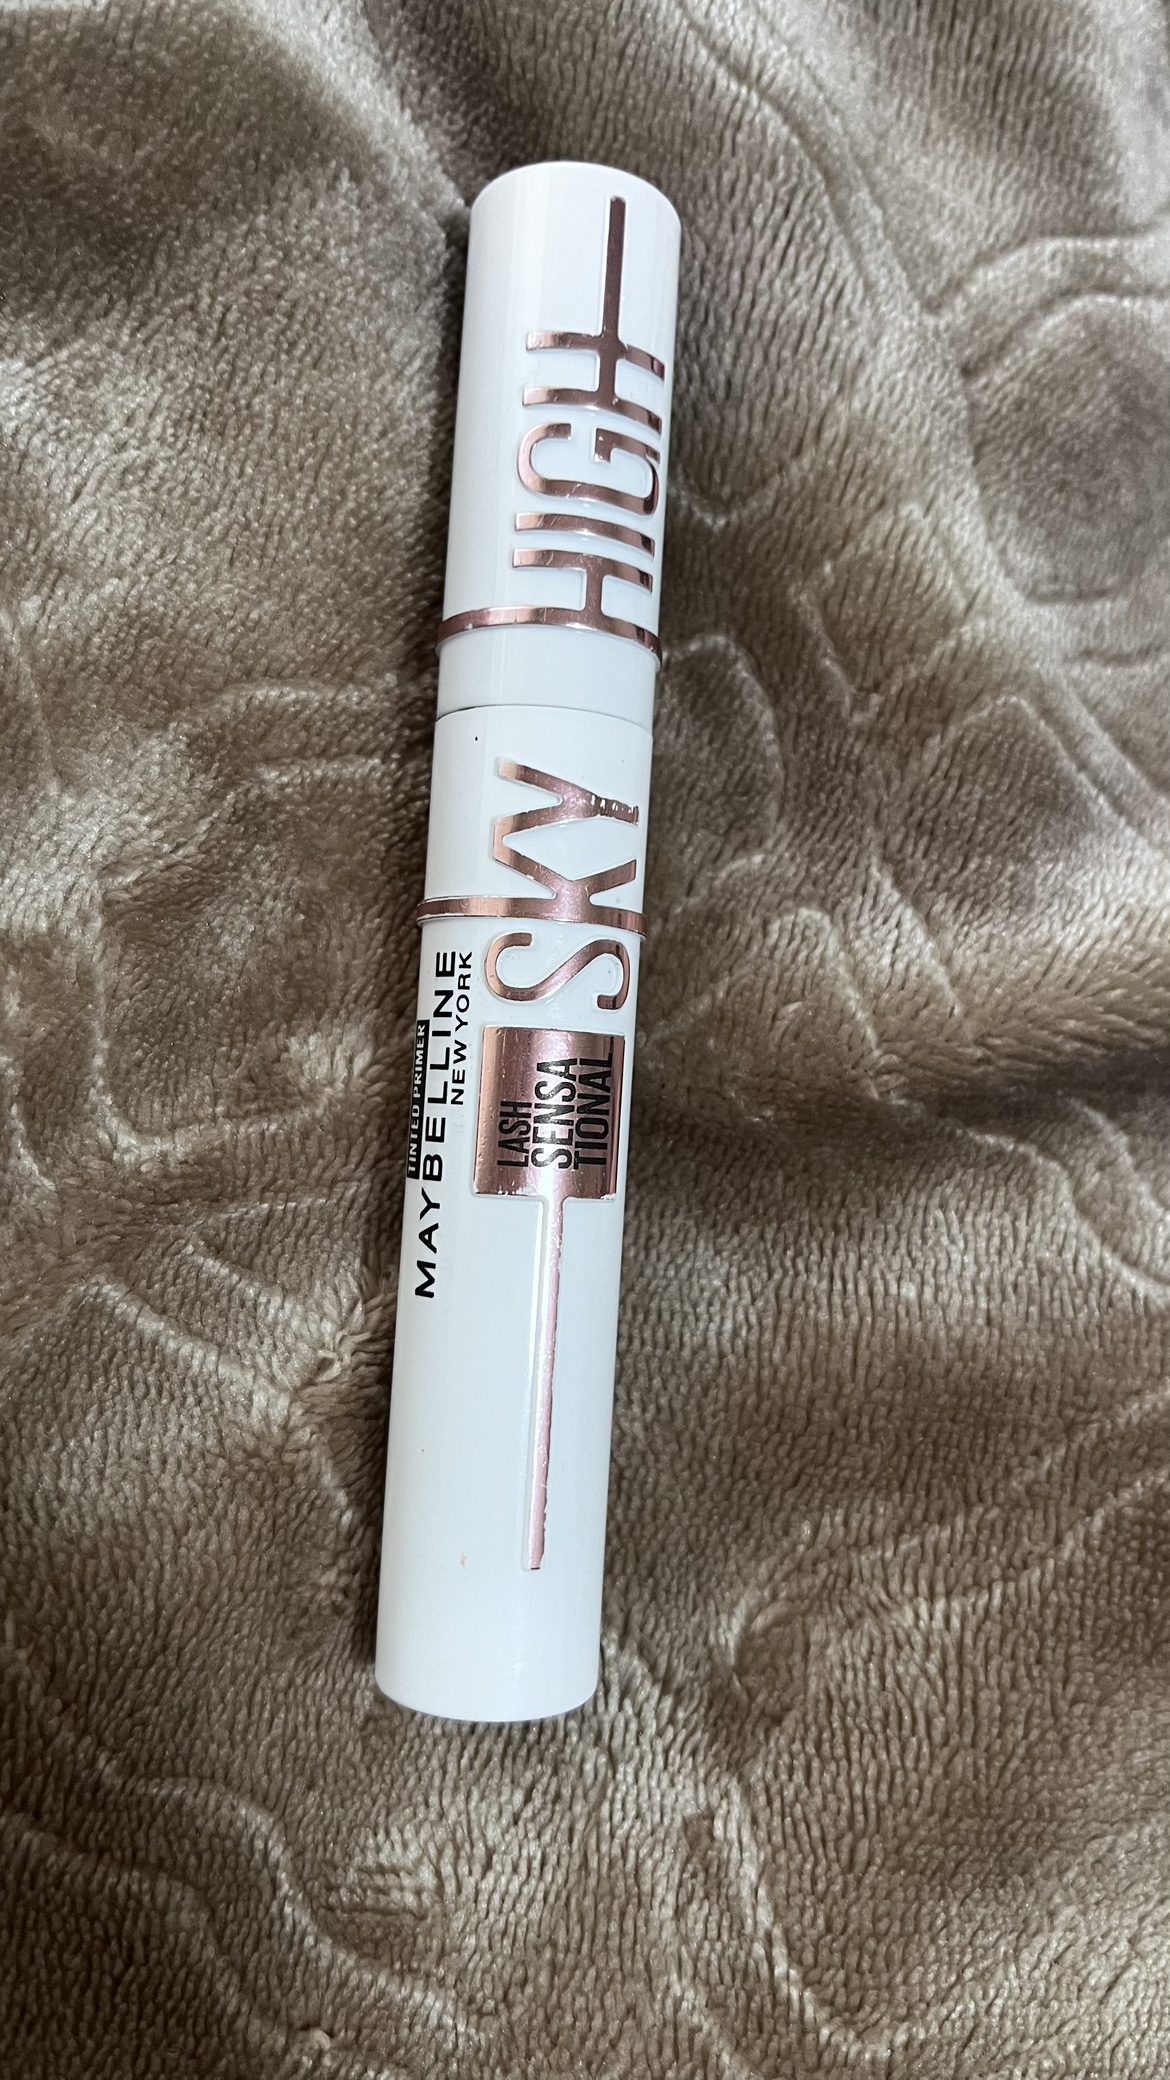 SKY HIGH
LASH
SENSA
TIONAL
TINTED PRIMER
MAYBELLINE
NEW YORK